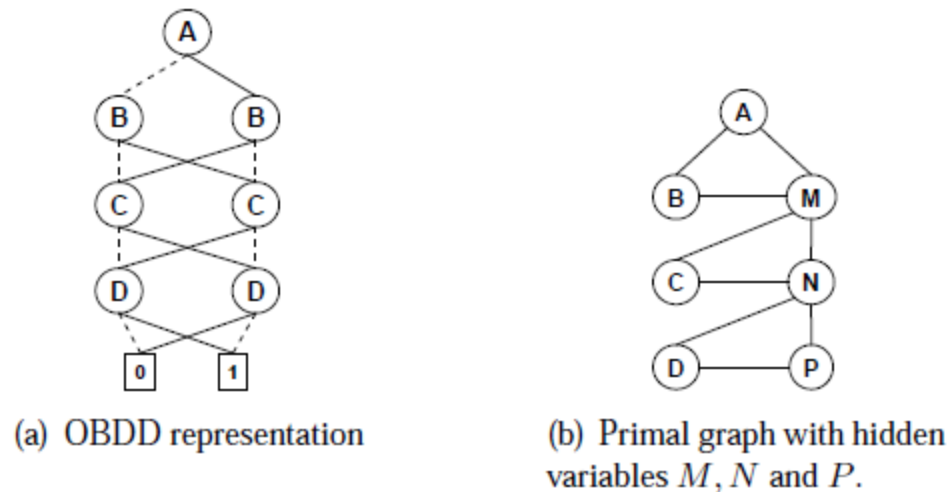 A
B B
C C
D D
0 1
(a) OBDD representation
A
B M
C N
D P
(b) Primal graph with hidden
variables M, N and P.